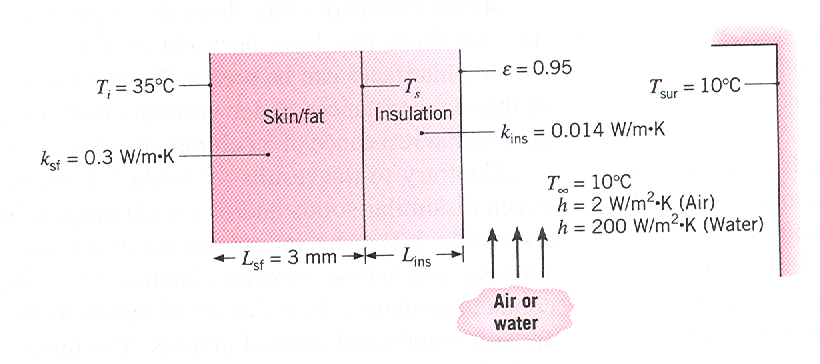 T_i = 35°C
k_sf = 0.3 W/m•K
Skin/fat
T_s
Insulation
ε = 0.95
k_ins = 0.014 W/m•K
T_sur = 10°C
T_∞ = 10°C
h = 2 W/m²•K (Air)
h = 200 W/m²•K (Water)
L_sf = 3 mm
L_ins
Air or
water